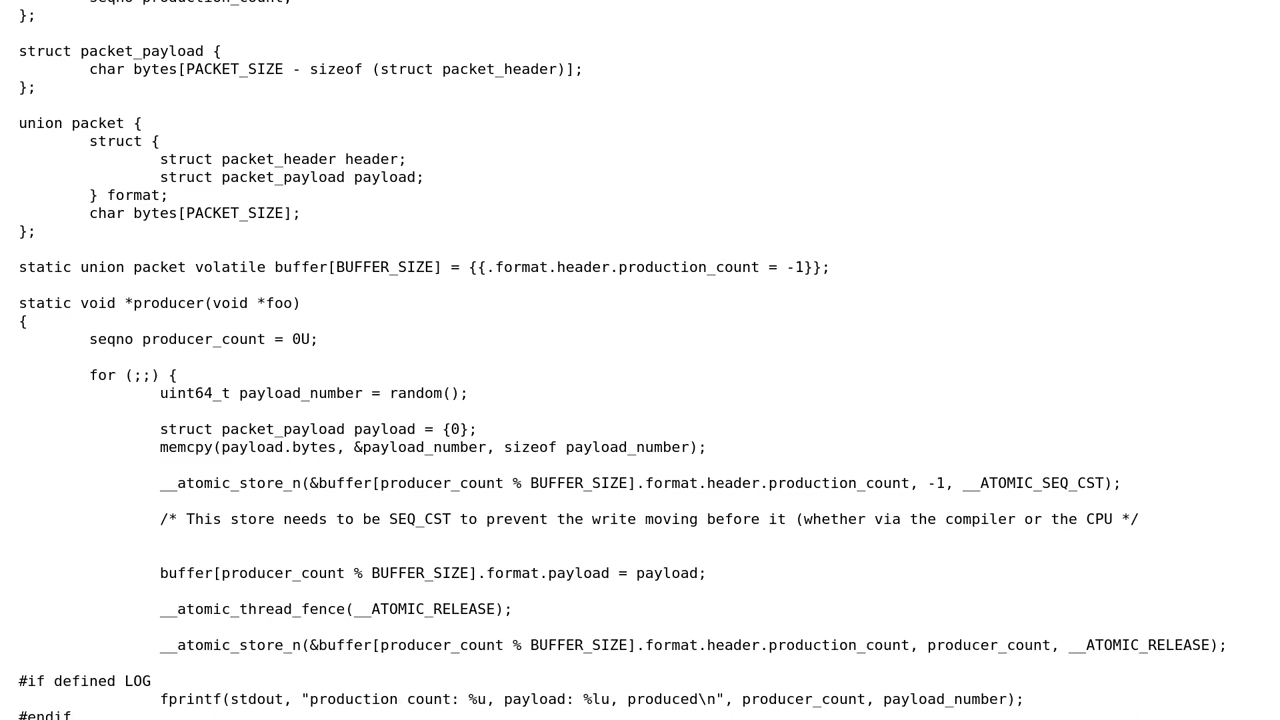 seqno production_count;
};

struct packet_payload {
        char bytes[PACKET_SIZE - sizeof (struct packet_header)];
};

union packet {
        struct {
                struct packet_header header;
                struct packet_payload payload;
        } format;
        char bytes[PACKET_SIZE];
};

static union packet volatile buffer[BUFFER_SIZE] = {{.format.header.production_count = -1}};

static void *producer(void *foo)
{
        seqno producer_count = 0U;

        for (;;) {
                uint64_t payload_number = random();

                struct packet_payload payload = {0};
                memcpy(payload.bytes, &payload_number, sizeof payload_number);

                __atomic_store_n(&buffer[producer_count % BUFFER_SIZE].format.header.production_count, -1, __ATOMIC_SEQ_CST);

                /* This store needs to be SEQ_CST to prevent the write moving before it (whether via the compiler or the CPU */


                buffer[producer_count % BUFFER_SIZE].format.payload = payload;

                __atomic_thread_fence(__ATOMIC_RELEASE);

                __atomic_store_n(&buffer[producer_count % BUFFER_SIZE].format.header.production_count, producer_count, __ATOMIC_RELEASE);

#if defined LOG
                fprintf(stdout, "production count: %u, payload: %lu, produced\n", producer_count, payload_number);
#endif